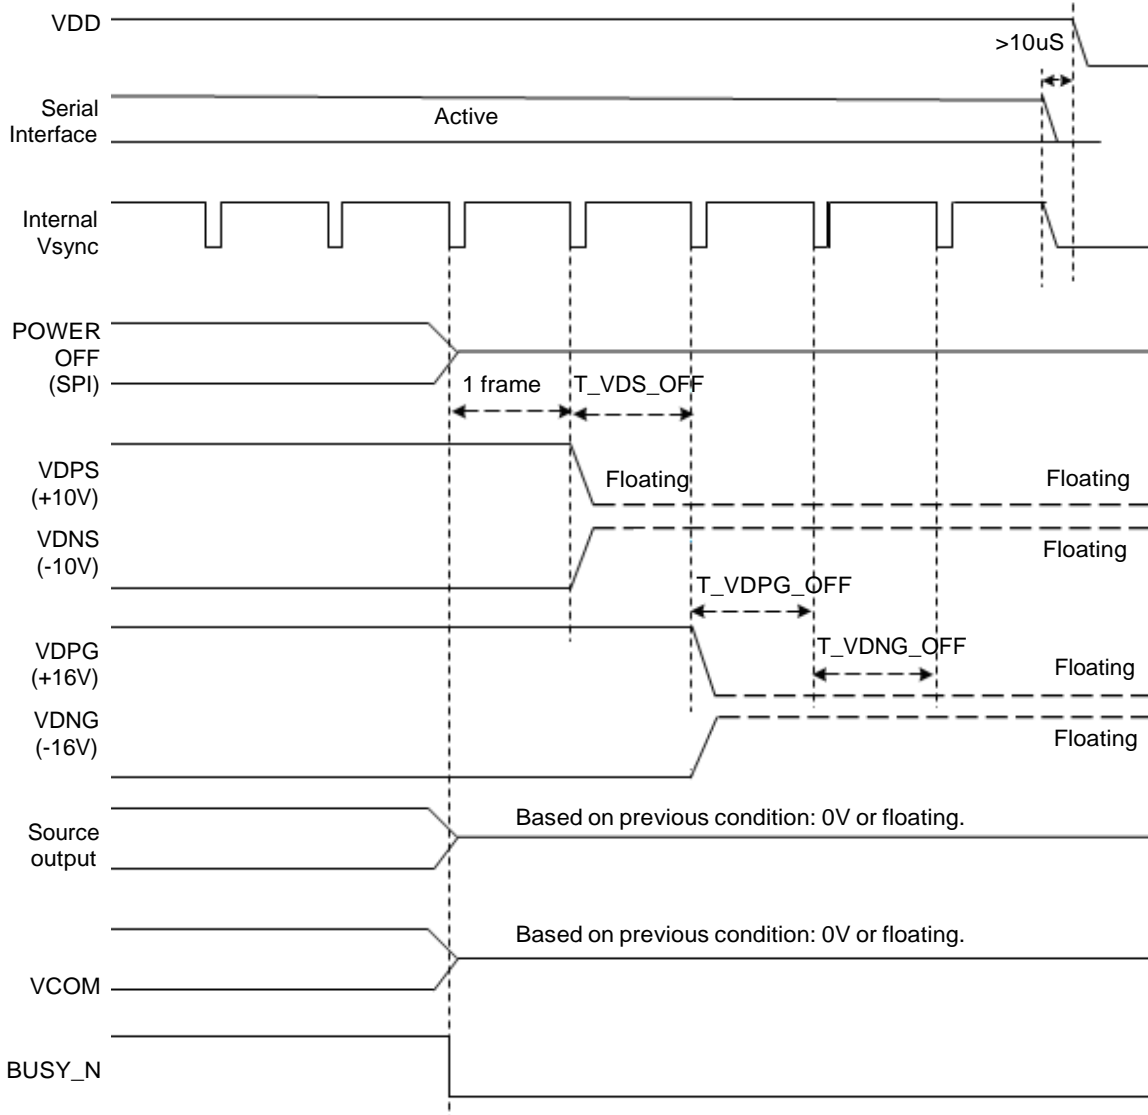 VDD
>10uS
Serial
Interface
Active
Internal
Vsync
POWER
OFF
(SPI)
1 frame
T_VDS_OFF
VDPS
(+10V)
Floating
Floating
VDNS
(-10V)
Floating
T_VDPG_OFF
VDPG
(+16V)
T_VDNG_OFF
Floating
VDNG
(-16V)
Floating
Source
output
Based on previous condition: 0V or floating.
VCOM
Based on previous condition: 0V or floating.
BUSY_N